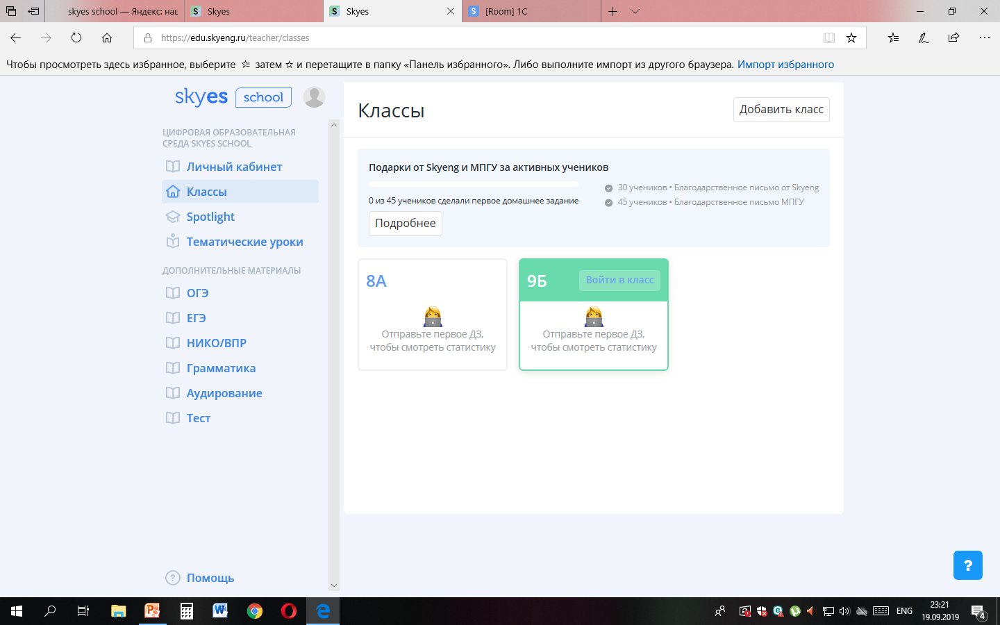 skyes school — Яндекс: наш
Skyes
Skyes
[Room] 1C
https://edu.skyeng.ru/teacher/classes
Чтобы просмотреть здесь избранное, выберите затем и перетащите в папку «Панель избранного». Либо выполните импорт из другого браузера. Импорт избранного
skyes school
ЦИФРОВАЯ ОБРАЗОВАТЕЛЬНАЯ
СРЕДА SKYES SCHOOL
Личный кабинет
Классы
Spotlight
Тематические уроки
ДОПОЛНИТЕЛЬНЫЕ МАТЕРИАЛЫ
ОГЭ
ЕГЭ
НИКО/ВПР
Грамматика
Аудирование
Тест
Помощь
Классы
Добавить класс
Подарки от Skyeng и МПГУ за активных учеников
0 из 45 учеников сделали первое домашнее задание
30 учеников • Благодарственное письмо от Skyeng
45 учеников • Благодарственное письмо МПГУ
Подробнее
8А
Отправьте первое ДЗ,
чтобы смотреть статистику
9Б
Войти в класс
Отправьте первое ДЗ,
чтобы смотреть статистику
?
ENG
23:21
19.09.2019
4